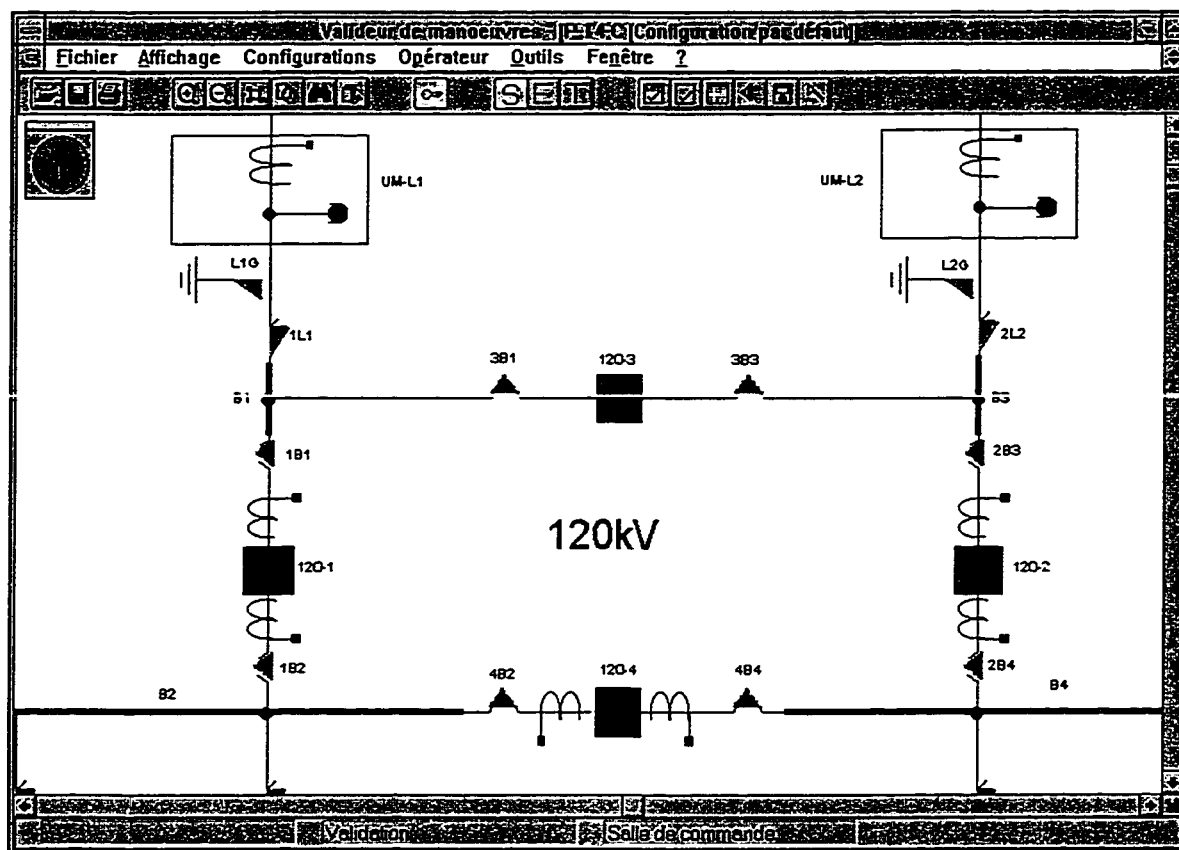 Valideur de manoeuvres - [P-T4-C (Configuration par défaut)]
Fichier Affichage Configurations Opérateur Outils Fenêtre ?
UM-L1
UM-L2
L1G
L2G
1L1
2L2
3B1
120-3
3B3
B1
B3
1B1
2B3
120kV
120-1
120-2
1B2
4B2
120-4
4B4
2B4
B2
B4
Validation
Salle de commande